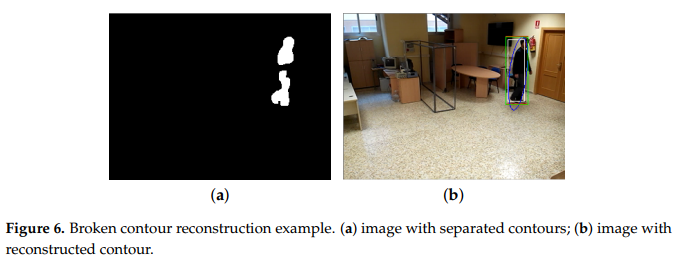 (a)
(b)
Figure 6. Broken contour reconstruction example. (a) image with separated contours; (b) image with
reconstructed contour.